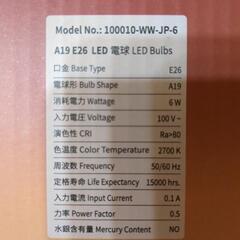 Model No.: 100010-WW-JP-6
A19 E26 LED 電球 LED Bulbs
口金 Base Type E26
電球形 Bulb Shape A19
消費電力 Wattage 6 W
入力電圧 Voltage 100 V~
演色性 CRI Ra>80
色温度 Color Temperature 2700 K
周波数 Frequency 50/60 Hz
定格寿命 Life Expectancy 15000 hrs.
入力電流 Input Current 0.1 A
力率 Power Factor 0.5
水銀含有量 Mercury Content NO